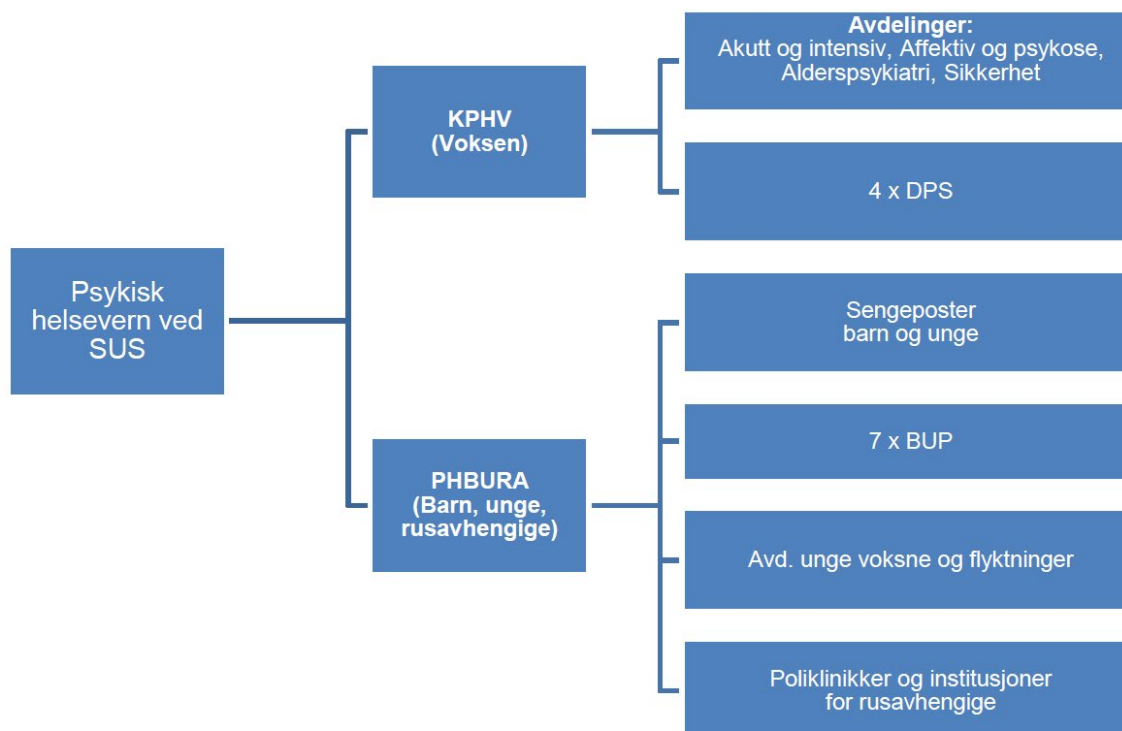 Psykisk
helsevern ved
SUS
KPHV
(Voksen)
Avdelinger:
Akutt og intensiv, Affektiv og psykose,
Alderspsykiatri, Sikkerhet
4 x DPS
PHBURA
(Barn, unge,
rusavhengige)
Sengeposter
barn og unge
7 x BUP
Avd. unge voksne og flyktninger
Poliklinikker og institusjoner
for rusavhengige